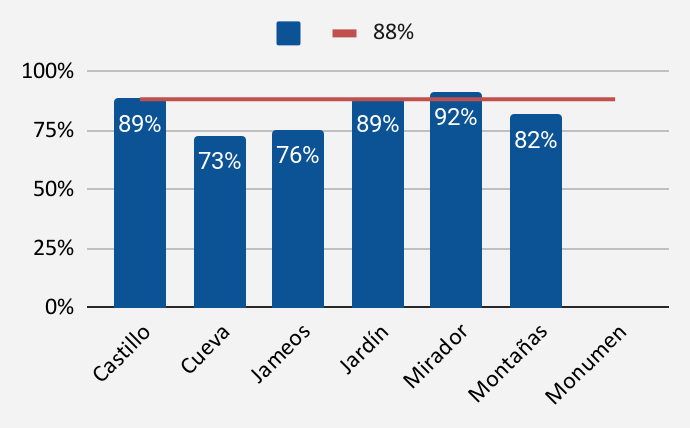 88%
100%
75%
50%
25%
0%
89%
73%
76%
89%
92%
82%
Castillo
Cueva
Jameos
Jardín
Mirador
Montañas
Monumen